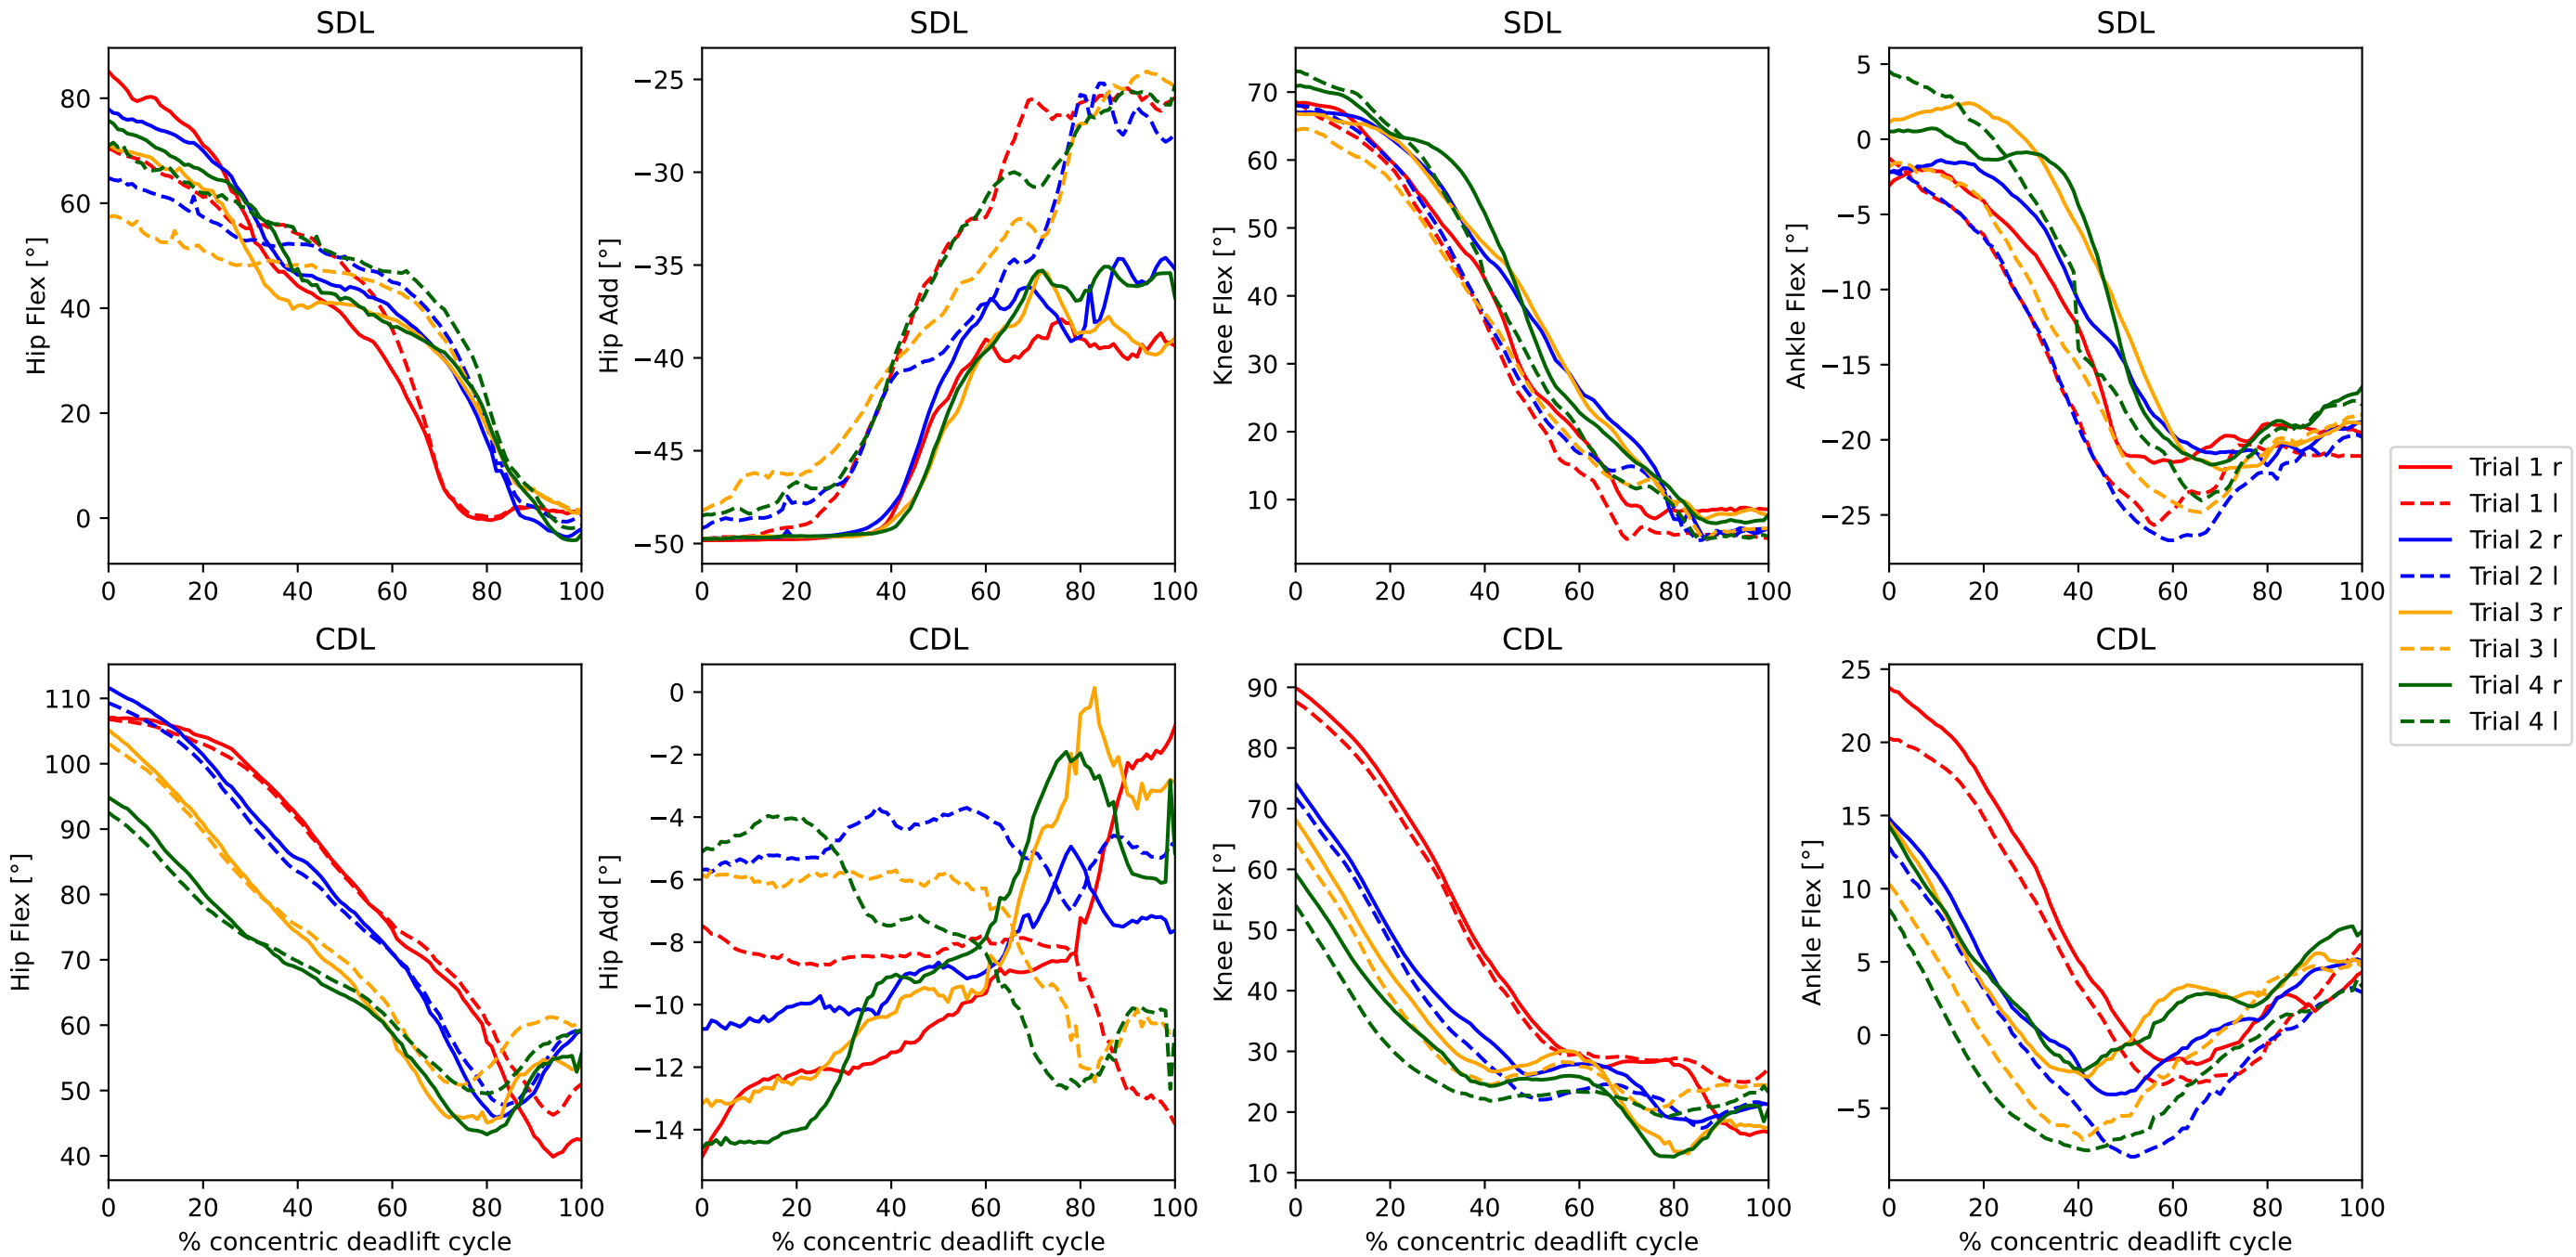 SDL
SDL
SDL
SDL
Hip Flex [°]
80
60
40
20
0
0 20 40 60 80 100
Hip Add [°]
−25
−30
−35
−40
−45
−50
0 20 40 60 80 100
Knee Flex [°]
70
60
50
40
30
20
10
0 20 40 60 80 100
Ankle Flex [°]
5
0
−5
−10
−15
−20
−25
0 20 40 60 80 100
Trial 1 r
Trial 1 l
Trial 2 r
Trial 2 l
Trial 3 r
Trial 3 l
Trial 4 r
Trial 4 l
CDL
CDL
CDL
CDL
Hip Flex [°]
110
100
90
80
70
60
50
40
0 20 40 60 80 100
% concentric deadlift cycle
Hip Add [°]
0
−2
−4
−6
−8
−10
−12
−14
0 20 40 60 80 100
% concentric deadlift cycle
Knee Flex [°]
90
80
70
60
50
40
30
20
10
0 20 40 60 80 100
% concentric deadlift cycle
Ankle Flex [°]
25
20
15
10
5
0
−5
0 20 40 60 80 100
% concentric deadlift cycle